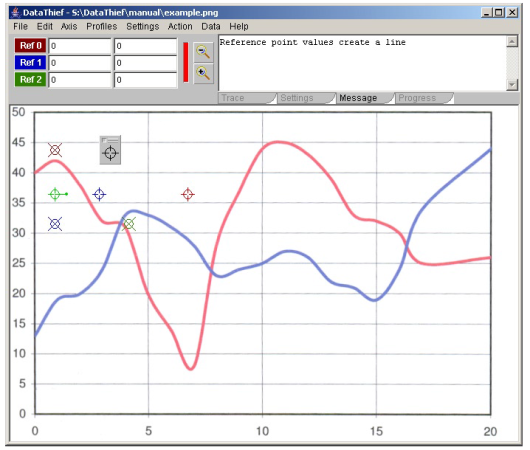 DataThief - S:\DataThief\manual\example.png
File Edit Axis Profiles Settings Action Data Help
Ref 0 0 0
Ref 1 0 0
Ref 2 0 0
Reference point values create a line
Trace Settings Message Progress
50
45
40
35
30
25
20
15
10
5
0
0 5 10 15 20